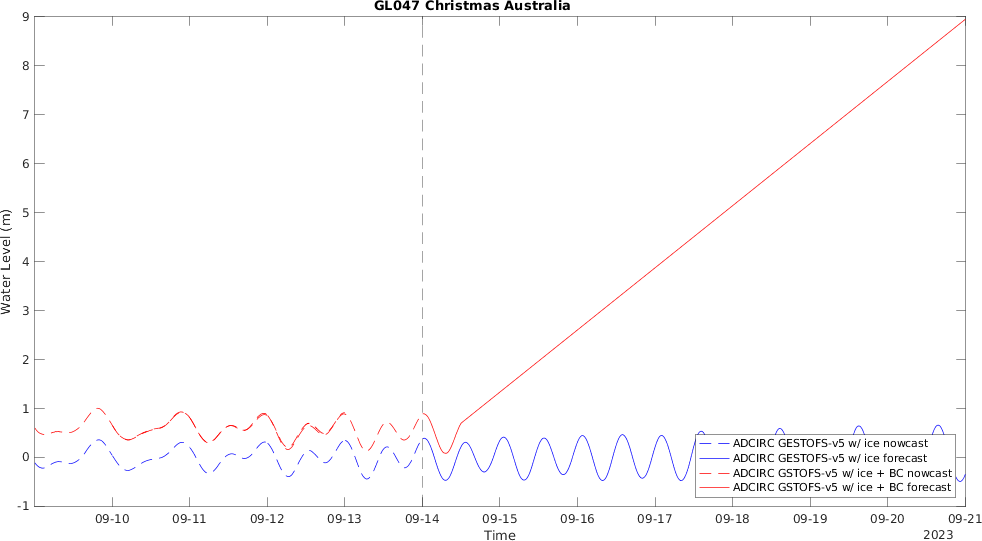 GL047 Christmas Australia
9
8
7
6
5
4
3
2
1
0
-1
Water Level (m)
ADCIRC GESTOFS-v5 w/ ice nowcast
ADCIRC GESTOFS-v5 w/ ice forecast
ADCIRC GSTOFS-v5 w/ ice + BC nowcast
ADCIRC GSTOFS-v5 w/ ice + BC forecast
09-10 09-11 09-12 09-13 09-14 09-15 09-16 09-17 09-18 09-19 09-20 09-21
Time
2023